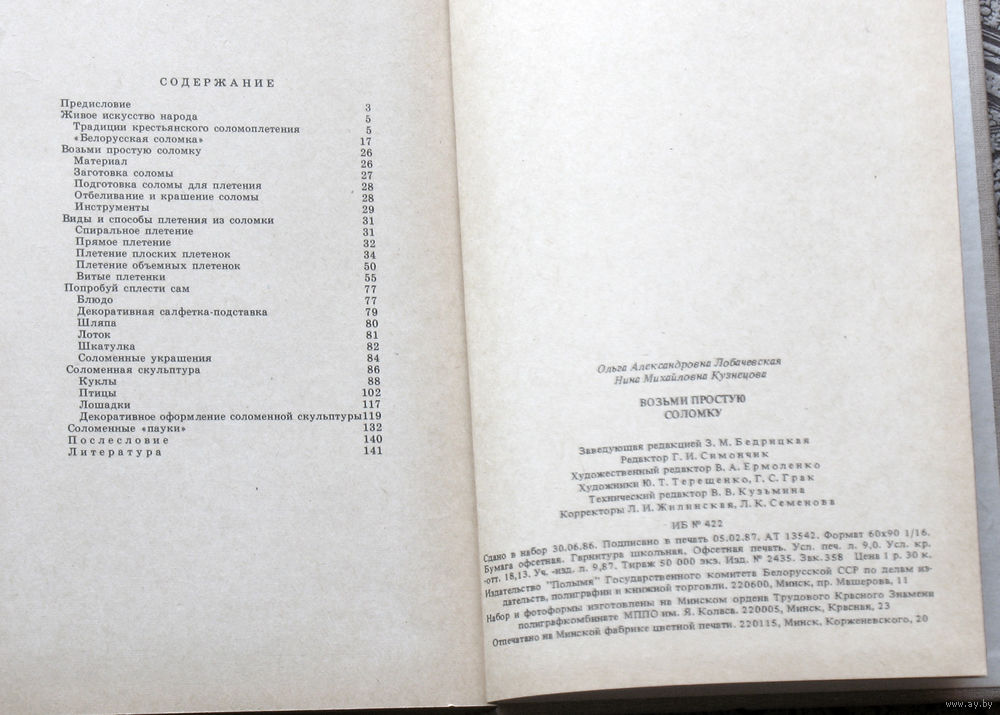 СОДЕРЖАНИЕ
Предисловие 3
Живое искусство народа 5
Традиции крестьянского соломоплетения 5
«Белорусская соломка» 17
Возьми простую соломку 26
Материал 26
Заготовка соломы 27
Подготовка соломы для плетения 28
Отбеливание и крашение соломы 28
Инструменты 29
Виды и способы плетения из соломки 31
Спиральное плетение 31
Прямое плетение 32
Плетение плоских плетенок 34
Плетение объемных плетенок 50
Витые плетенки 55
Попробуй сплести сам 77
Блюдо 77
Декоративная салфетка-подставка 79
Шляпа 80
Лоток 81
Шкатулка 82
Соломенные украшения 84
Соломенная скульптура 86
Куклы 88
Птицы 102
Лошадки 117
Декоративное оформление соломенной скульптуры 119
Соломенные «пауки» 132
Послесловие 140
Литература 141
Ольга Александровна Лобачевская
Нина Михайловна Кузнецова
ВОЗЬМИ ПРОСТУЮ
СОЛОМКУ
Заведующая редакцией З. М. Бедрицкая
Редактор Г. И. Симончик
Художественный редактор В. А. Ермоленко
Художники Ю. Т. Терещенко, Г. С. Грак
Технический редактор В. В. Кузьмина
Корректоры Л. И. Жилинская, Л. К. Семенова
ИБ № 422
Сдано в набор 30.06.86. Подписано в печать 05.02.87. АТ 13542. Формат 60х90 1/16.
Бумага офсетная. Гарнитура школьная. Офсетная печать. Усл. печ. л. 9,0. Усл. кр.
-отт. 18,13. Уч. -изд. л. 9,87. Тираж 50 000 экз. Изд. № 2435. Зак. 358 Цена 1 р. 30 к.
Издательство "Полымя" Государственного комитета Белорусской ССР по делам из-
дательств, полиграфии и книжной торговли. 220600, Минск, пр. Машерова, 11
Набор и фотоформы изготовлены на Минском ордена Трудового Красного Знамени
полиграфкомбинате МППО им. Я. Коласа. 220005, Минск, Красная, 23
Отпечатано на Минской фабрике цветной печати. 220115, Минск, Корженевского, 20
www.ay.by